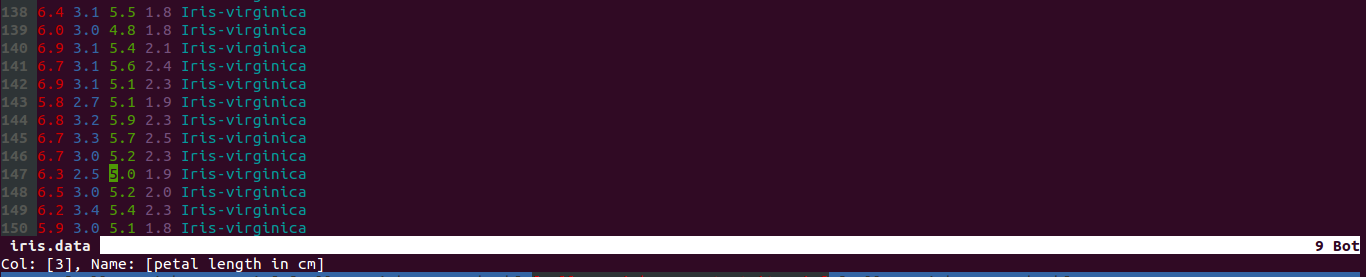 138 6.4 3.1 5.5 1.8 Iris-virginica
139 6.0 3.0 4.8 1.8 Iris-virginica
140 6.9 3.1 5.4 2.1 Iris-virginica
141 6.7 3.1 5.6 2.4 Iris-virginica
142 6.9 3.1 5.1 2.3 Iris-virginica
143 5.8 2.7 5.1 1.9 Iris-virginica
144 6.8 3.2 5.9 2.3 Iris-virginica
145 6.7 3.3 5.7 2.5 Iris-virginica
146 6.7 3.0 5.2 2.3 Iris-virginica
147 6.3 2.5 5.0 1.9 Iris-virginica
148 6.5 3.0 5.2 2.0 Iris-virginica
149 6.2 3.4 5.4 2.3 Iris-virginica
150 5.9 3.0 5.1 1.8 Iris-virginica
iris.data 9 Bot
Col: [3], Name: [petal length in cm]